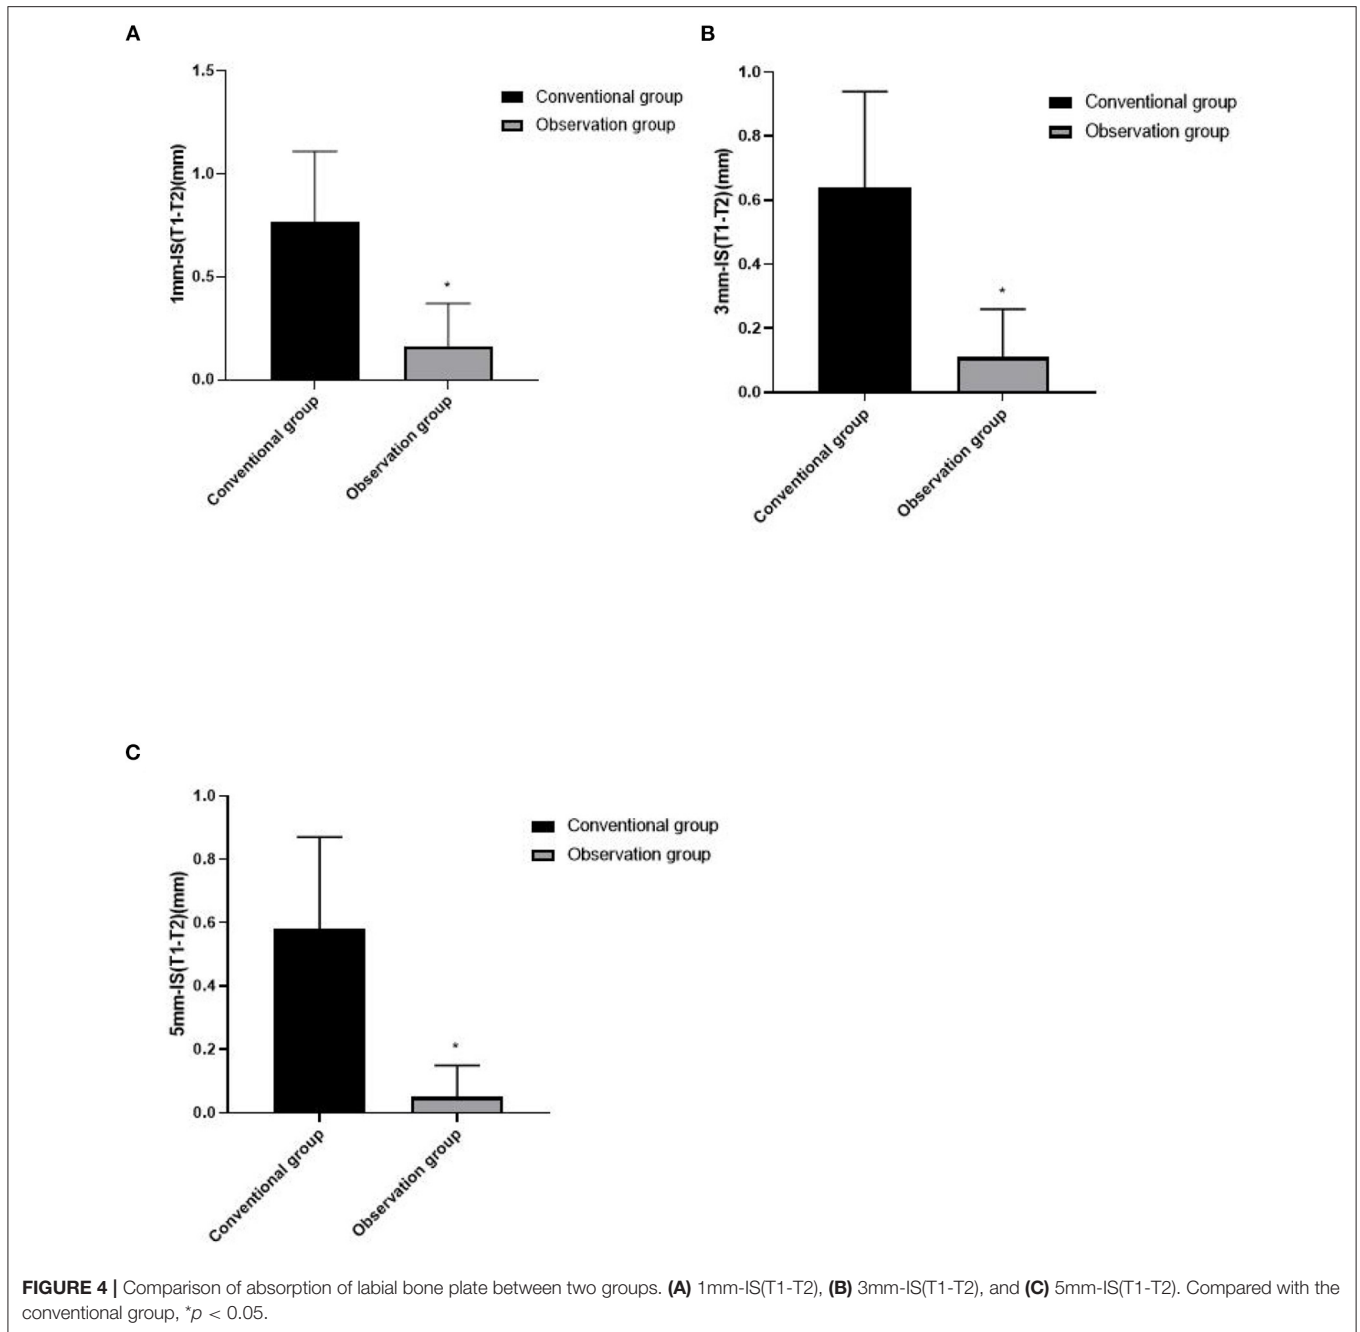 A
1.5
1.0
0.5
0.0
1mm-IS(T1-T2)(mm)
Conventional group
Observation group
*
Conventional group
Observation group
B
1.0
0.8
0.6
0.4
0.2
0.0
3mm-IS(T1-T2)(mm)
Conventional group
Observation group
*
Conventional group
Observation group
C
1.0
0.8
0.6
0.4
0.2
0.0
5mm-IS(T1-T2)(mm)
Conventional group
Observation group
*
Conventional group
Observation group
FIGURE 4 | Comparison of absorption of labial bone plate between two groups. (A) 1mm-IS(T1-T2), (B) 3mm-IS(T1-T2), and (C) 5mm-IS(T1-T2). Compared with the
conventional group, *p < 0.05.